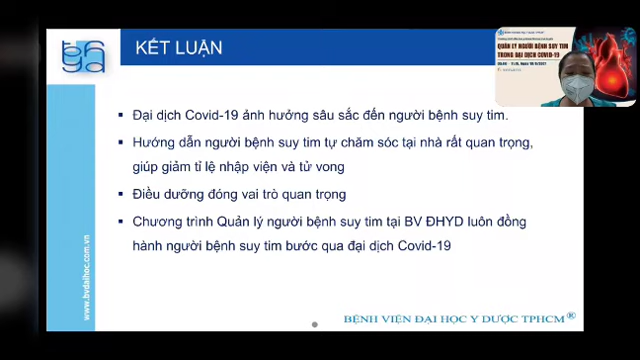 KẾT LUẬN
QUẢN LÝ NGƯỜI BỆNH SUY TIM
TRONG ĐẠI DỊCH COVID-19
Đại dịch Covid-19 ảnh hưởng sâu sắc đến người bệnh suy tim.
Hướng dẫn người bệnh suy tim tự chăm sóc tại nhà rất quan trọng,
giúp giảm tỉ lệ nhập viện và tử vong
Điều dưỡng đóng vai trò quan trọng
Chương trình Quản lý người bệnh suy tim tại BV ĐHYD luôn đồng
hành người bệnh suy tim bước qua đại dịch Covid-19
www.bvdaihoc.com.vn
BỆNH VIỆN ĐẠI HỌC Y DƯỢC TPHCM®